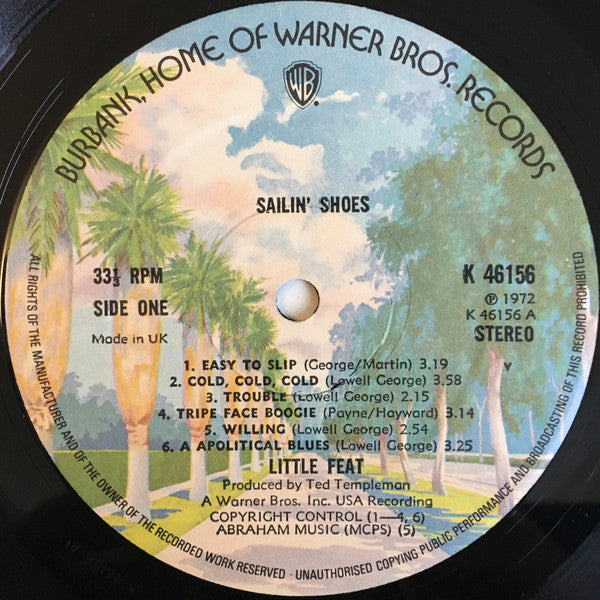 BURBANK, HOME OF WARNER BROS. RECORDS
WB
SAILIN' SHOES
33⅓ RPM
SIDE ONE
Made in UK
K 46156
℗ 1972
K 46156 A
STEREO
1. EASY TO SLIP (George/Martin) 3.19
2. COLD, COLD, COLD (Lowell George) 3.58
3. TROUBLE (Lowell George) 2.15
4. TRIPE FACE BOOGIE (Payne/Hayward) 3.14
5. WILLING (Lowell George) 2.54
6. A APOLITICAL BLUES (Lowell George) 3.25
LITTLE FEAT
Produced by Ted Templeman
A Warner Bros. Inc. USA Recording
COPYRIGHT CONTROL (1—4, 6)
ABRAHAM MUSIC (MCPS) (5)
ALL RIGHTS OF THE MANUFACTURER AND OF THE OWNER OF THE RECORDED WORK RESERVED · UNAUTHORISED COPYING PUBLIC PERFORMANCE AND BROADCASTING OF THIS RECORD PROHIBITED